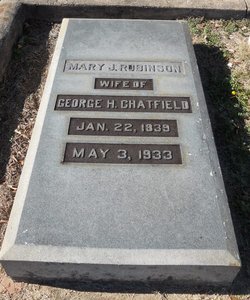 MARY J. ROBINSON
WIFE OF
GEORGE H. CHATFIELD
JAN. 22, 1839
MAY 3, 1933